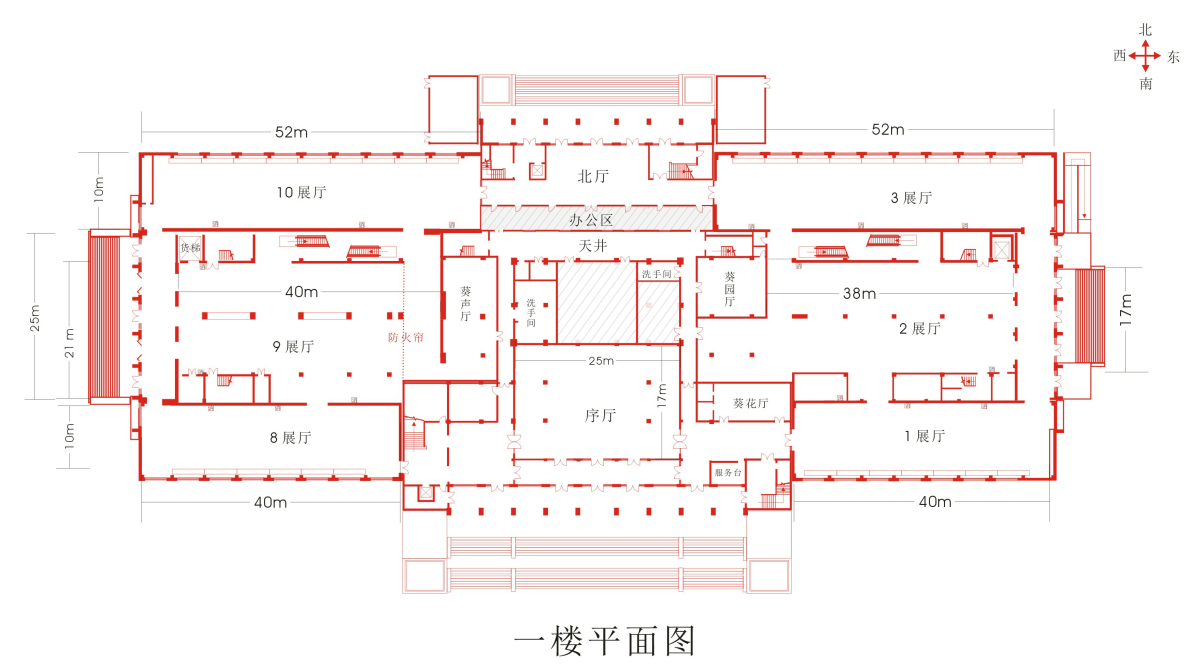 北
西 东
南
52m
52m
10m
10 展厅
北厅
3 展厅
办公区
天井
货梯
洗手间
葵园厅
葵声厅
40m
38m
洗手间
25m
21 m
17m
2 展厅
防火帘
9 展厅
25m
17m
葵花厅
序厅
10m
8 展厅
1 展厅
服务台
40m
40m
一楼平面图